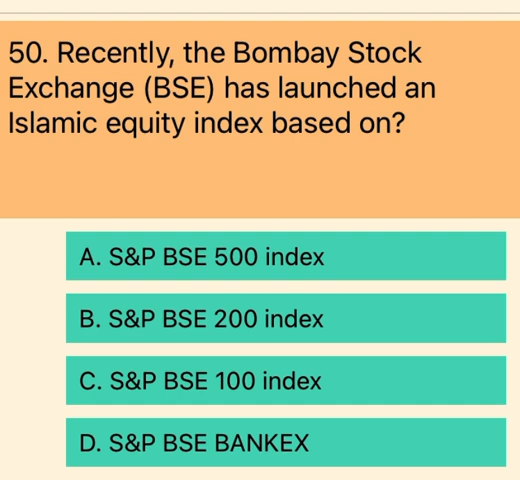 50. Recently, the Bombay Stock
Exchange (BSE) has launched an
Islamic equity index based on?
A. S&P BSE 500 index
B. S&P BSE 200 index
C. S&P BSE 100 index
D. S&P BSE BANKEX